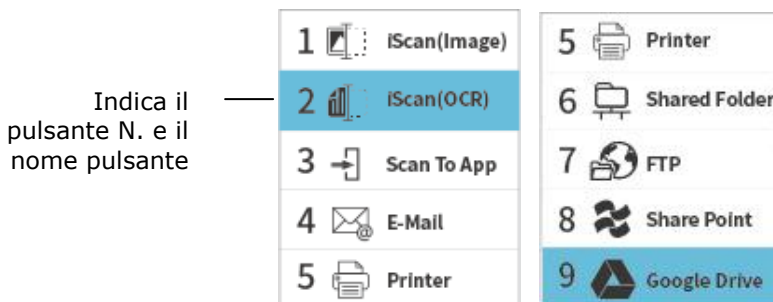 Indica il
pulsante N. e il
nome pulsante
1 iScan(Image)
2 iScan(OCR)
3 Scan To App
4 E-Mail
5 Printer
5 Printer
6 Shared Folder
7 FTP
8 Share Point
9 Google Drive